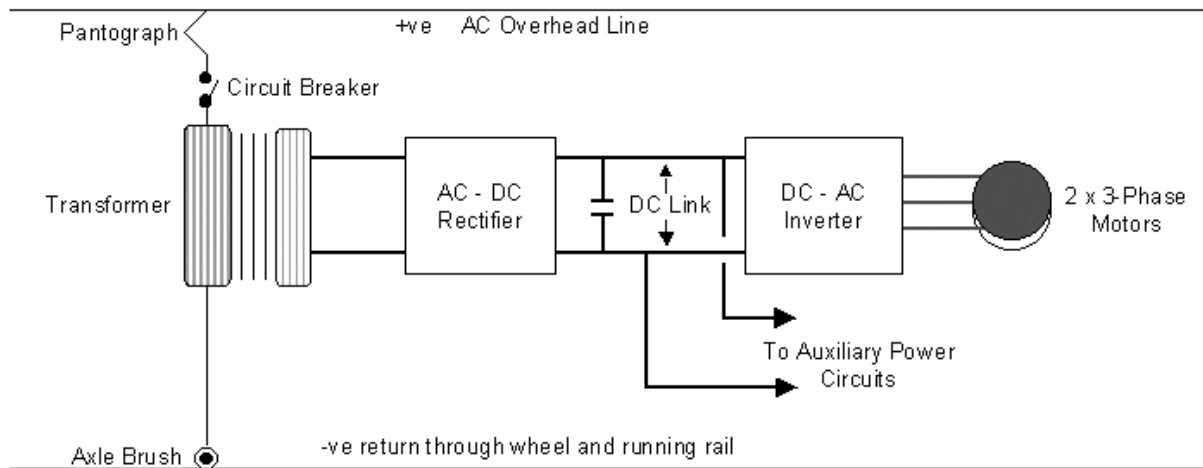 Pantograph
+ve AC Overhead Line
Circuit Breaker
Transformer
AC - DC
Rectifier
DC Link
DC - AC
Inverter
2 x 3-Phase
Motors
To Auxiliary Power
Circuits
Axle Brush
-ve return through wheel and running rail